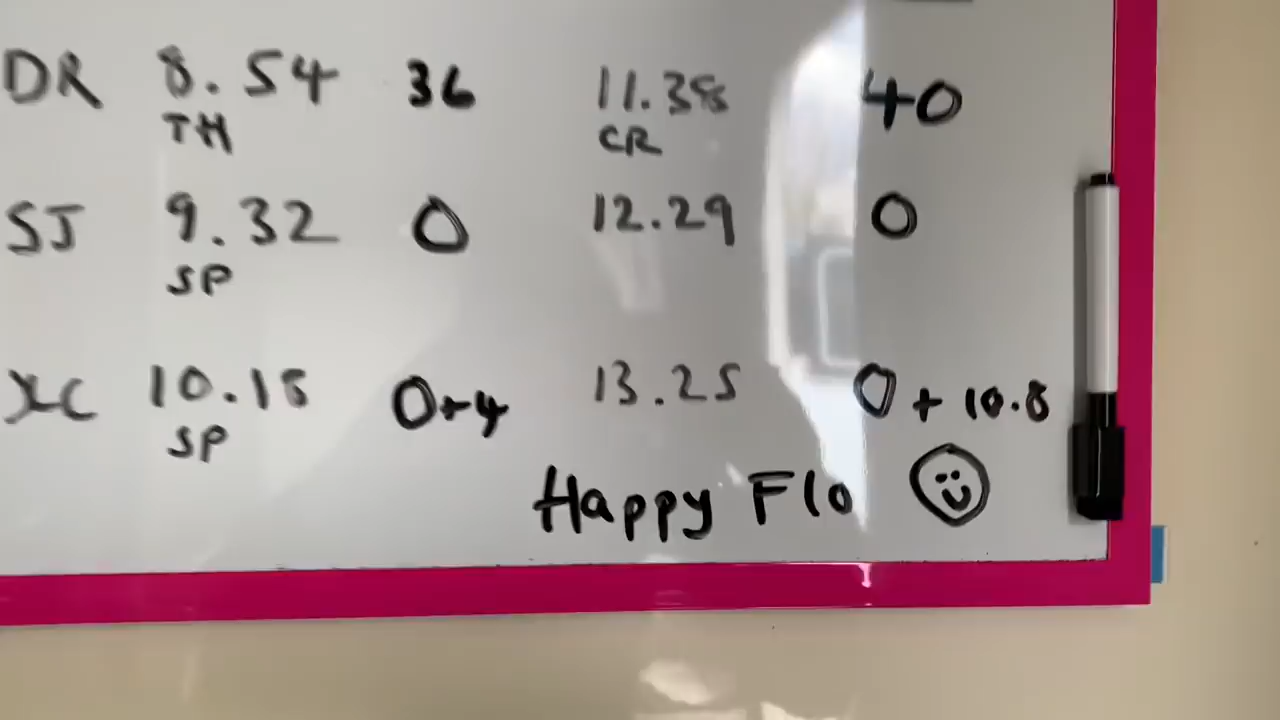 DR 8.54 36 11.38 40
TH CR
SJ 9.32 0 12.29 0
SP
XC 10.18 0+4 13.25 0 + 10.8
SP
Happy Flo